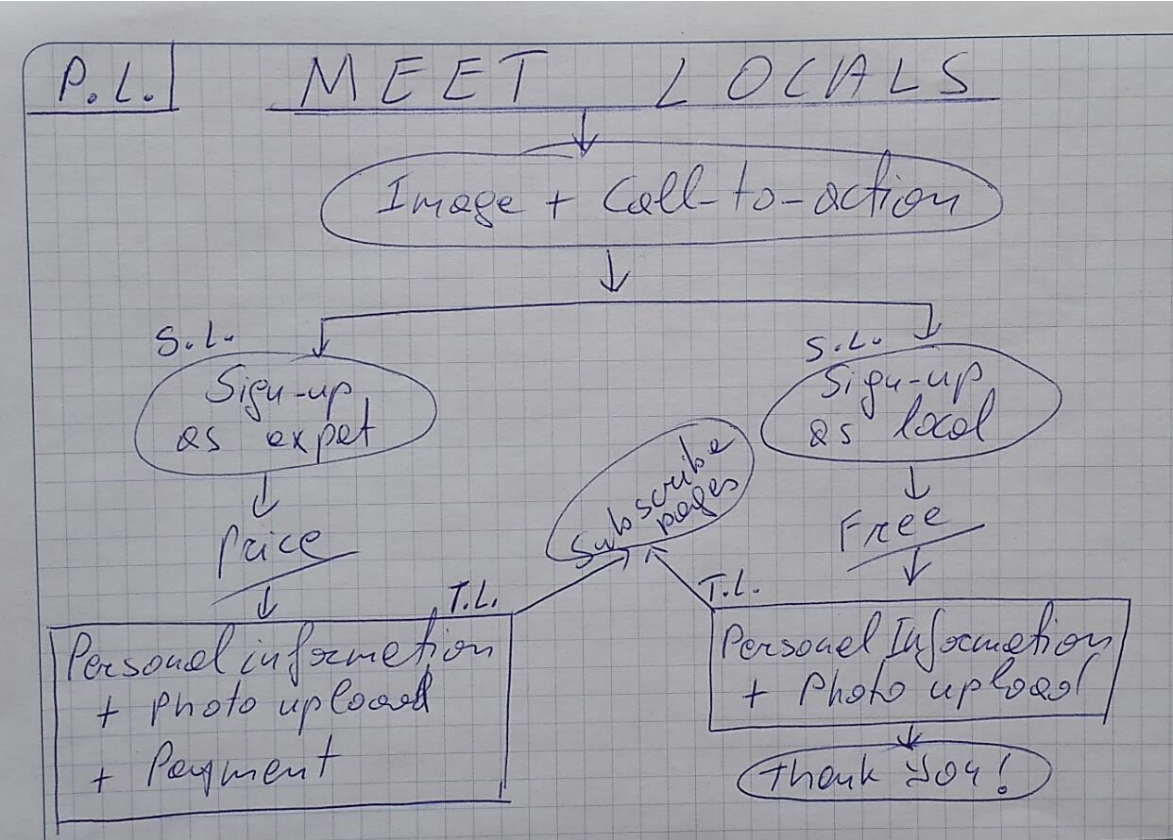 P.L.
MEET LOCALS
Image + Call-to-action
S.L.
Sign-up
as expat
S.L.
Sign-up
as local
Price
Free
Subscribe
pages
T.L.
Personal information
+ Photo upload
+ Payment
T.L.
Personal Information
+ Photo upload
Thank you!